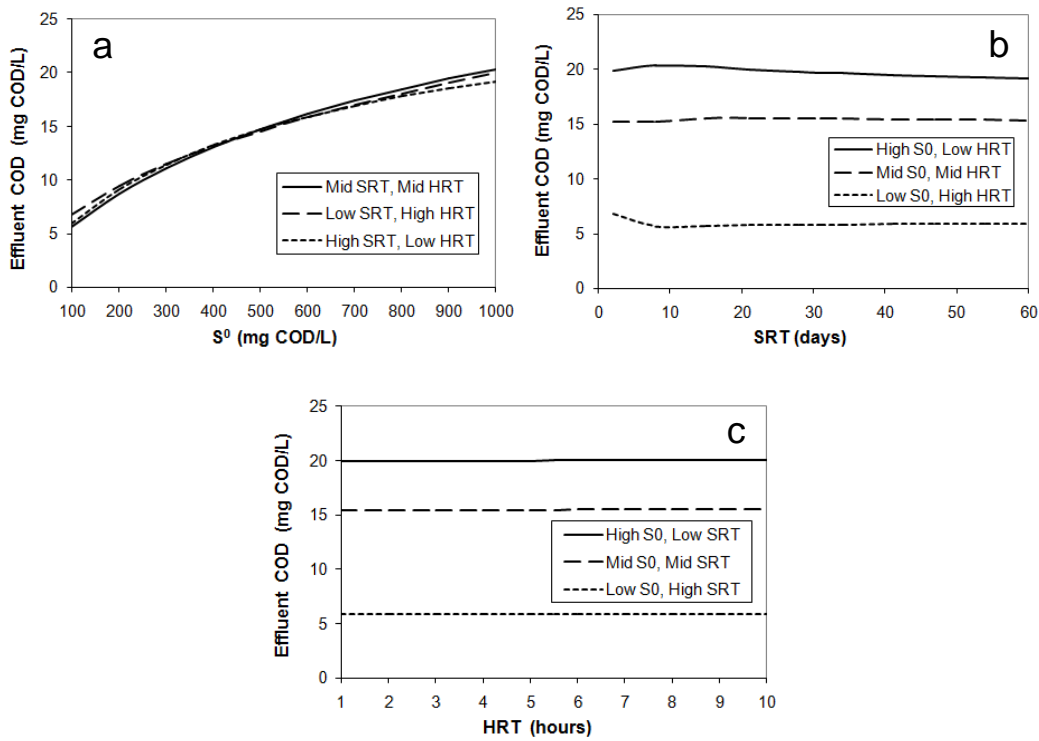 a
25
20
15
10
5
0
Effluent COD (mg COD/L)
Mid SRT, Mid HRT
Low SRT, High HRT
High SRT, Low HRT
100 200 300 400 500 600 700 800 900 1000
S⁰ (mg COD/L)
b
25
20
15
10
5
0
Effluent COD (mg COD/L)
High S0, Low HRT
Mid S0, Mid HRT
Low S0, High HRT
0 10 20 30 40 50 60
SRT (days)
c
25
20
15
10
5
0
Effluent COD (mg COD/L)
High S0, Low SRT
Mid S0, Mid SRT
Low S0, High SRT
1 2 3 4 5 6 7 8 9 10
HRT (hours)